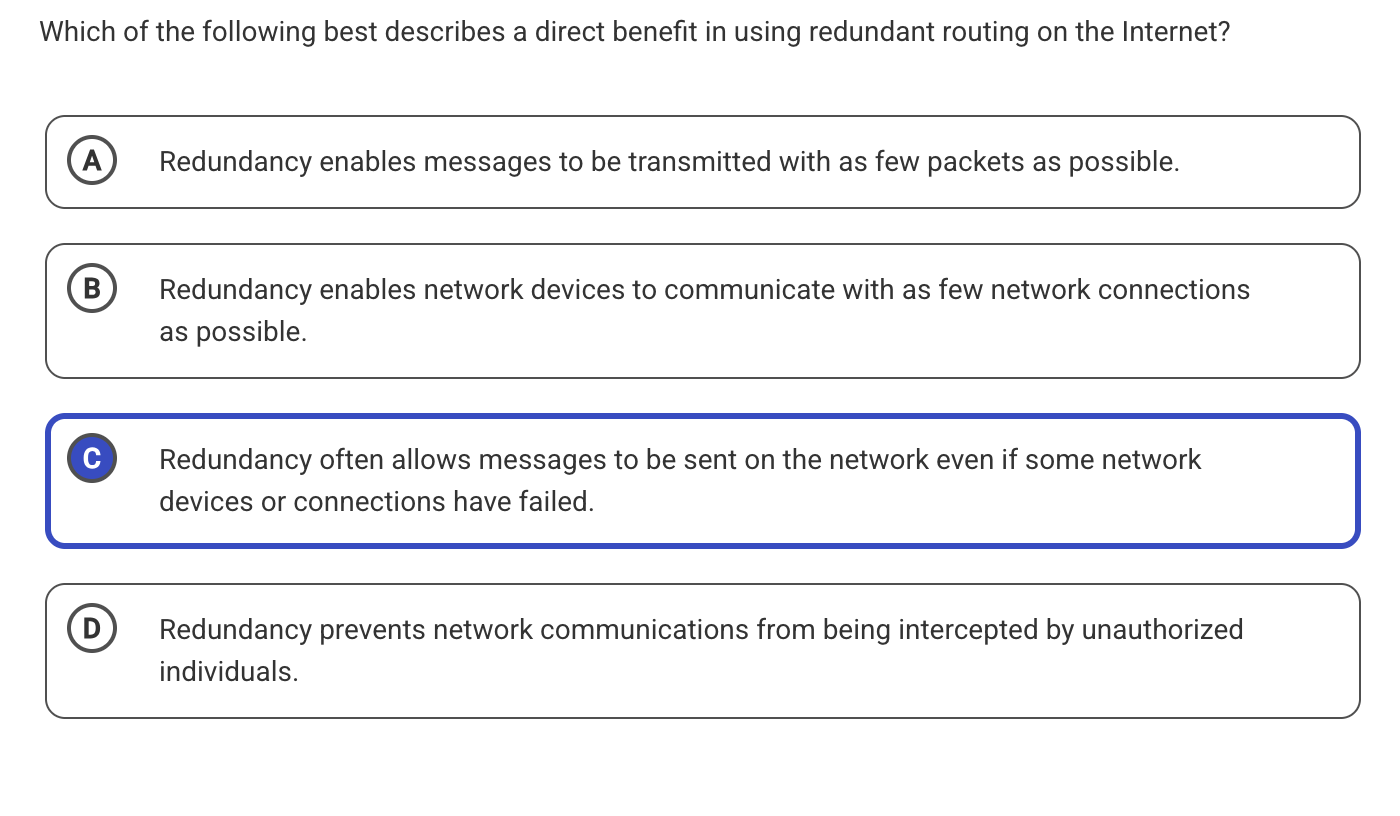 Which of the following best describes a direct benefit in using redundant routing on the Internet?
A
Redundancy enables messages to be transmitted with as few packets as possible.
B
Redundancy enables network devices to communicate with as few network connections
as possible.
C
Redundancy often allows messages to be sent on the network even if some network
devices or connections have failed.
D
Redundancy prevents network communications from being intercepted by unauthorized
individuals.